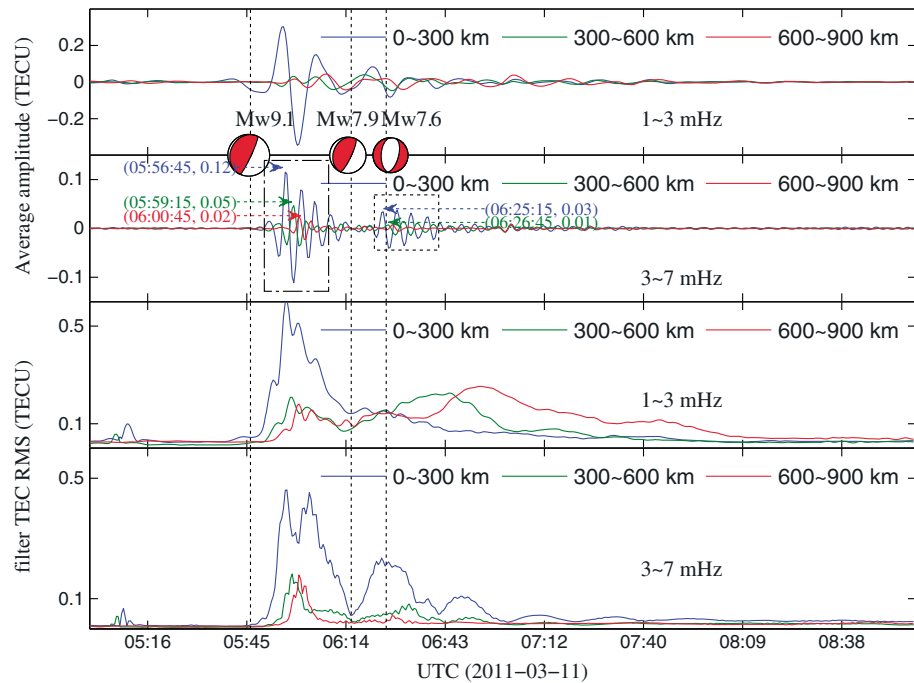 Average amplitude (TECU)
filter TEC RMS (TECU)
0.2
0
−0.2
0~300 km
300~600 km
600~900 km
Mw9.1
Mw7.9
Mw7.6
1~3 mHz
0.1
0
−0.1
(05:56:45, 0.12)
(05:59:15, 0.05)
(06:00:45, 0.02)
0~300 km
300~600 km
600~900 km
(06:25:15, 0.03)
(06:26:45, 0.01)
3~7 mHz
0.5
0.1
0~300 km
300~600 km
600~900 km
1~3 mHz
0.5
0.1
0~300 km
300~600 km
600~900 km
3~7 mHz
05:16 05:45 06:14 06:43 07:12 07:40 08:09 08:38
UTC (2011−03−11)